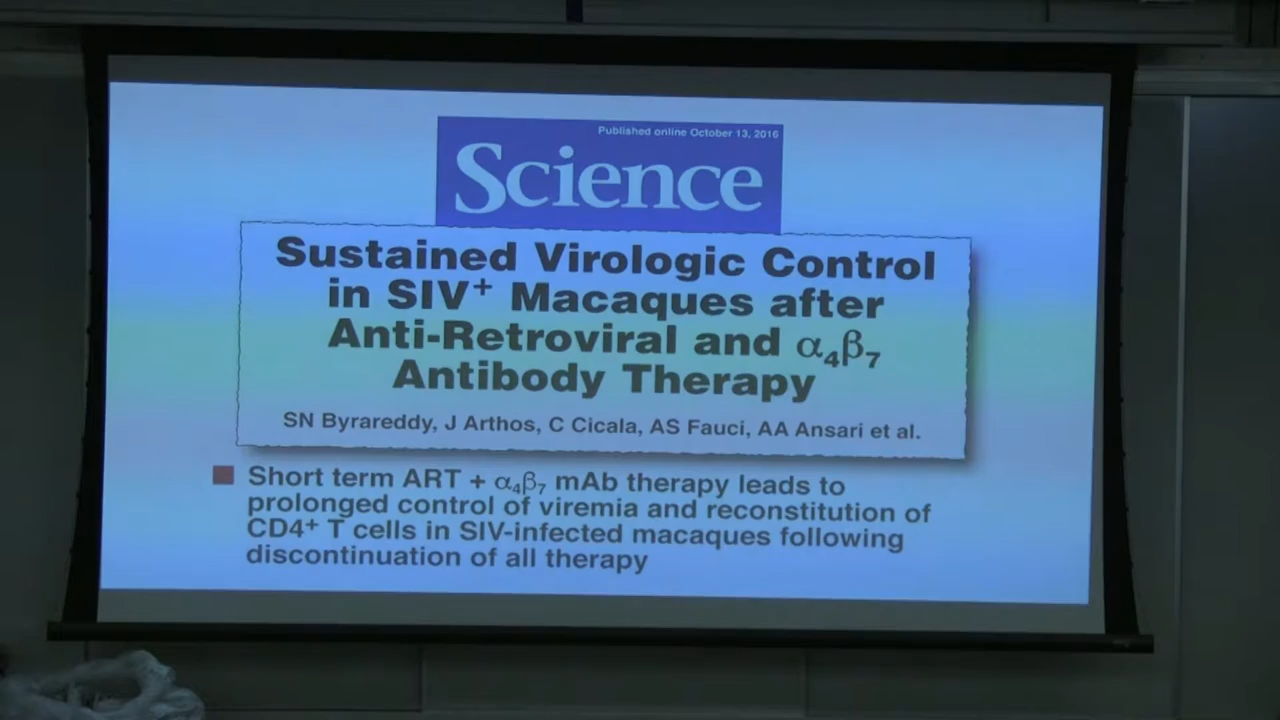 Published online October 13, 2016
Science
Sustained Virologic Control
in SIV⁺ Macaques after
Anti-Retroviral and α₄β₇
Antibody Therapy
SN Byrareddy, J Arthos, C Cicala, AS Fauci, AA Ansari et al.
Short term ART + α₄β₇ mAb therapy leads to
prolonged control of viremia and reconstitution of
CD4⁺ T cells in SIV-infected macaques following
discontinuation of all therapy